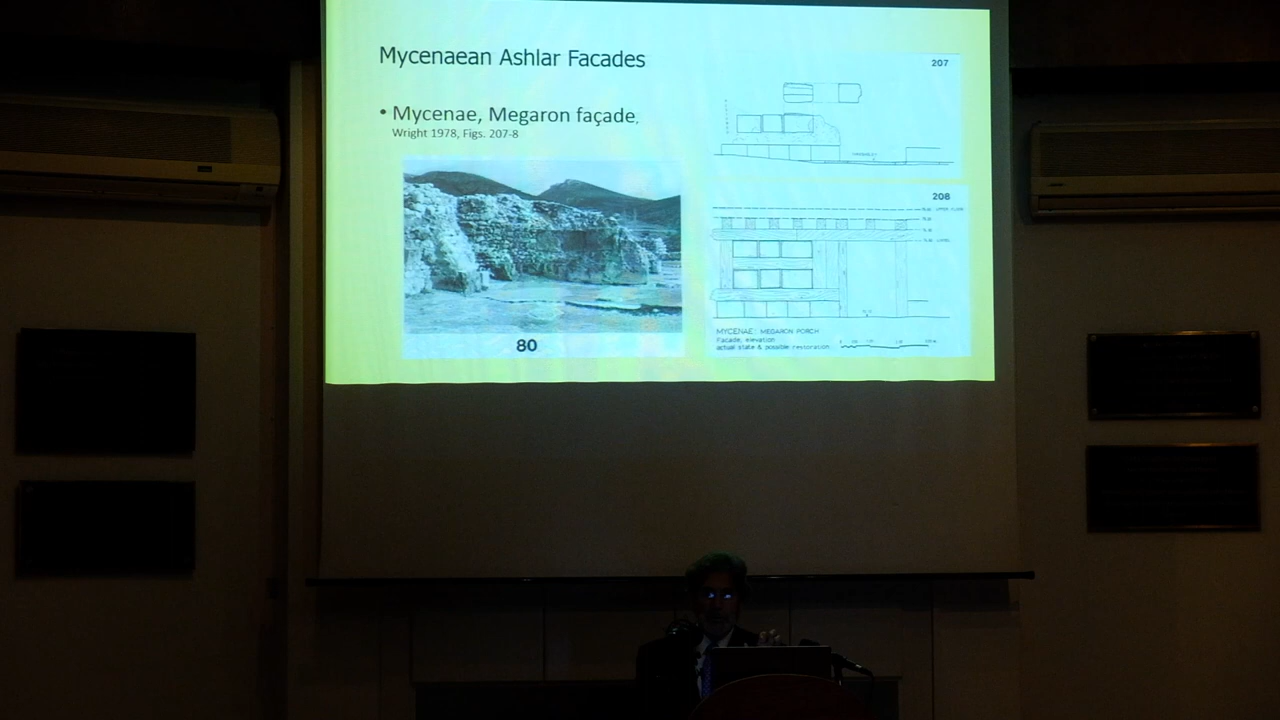 Mycenaean Ashlar Facades
• Mycenae, Megaron façade,
Wright 1978, Figs. 207-8
80
207
208
MYCENAE: MEGARON PORCH
Facade, elevation
actual state & possible restoration